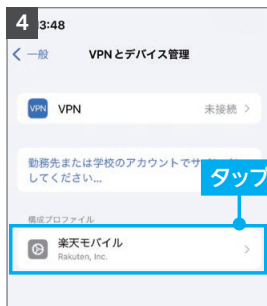 4
3:48
一般 VPNとデバイス管理
VPN VPN 未接続
勤務先または学校のアカウントでサ
してください...
タップ
構成プロファイル
楽天モバイル
Rakuten, Inc.